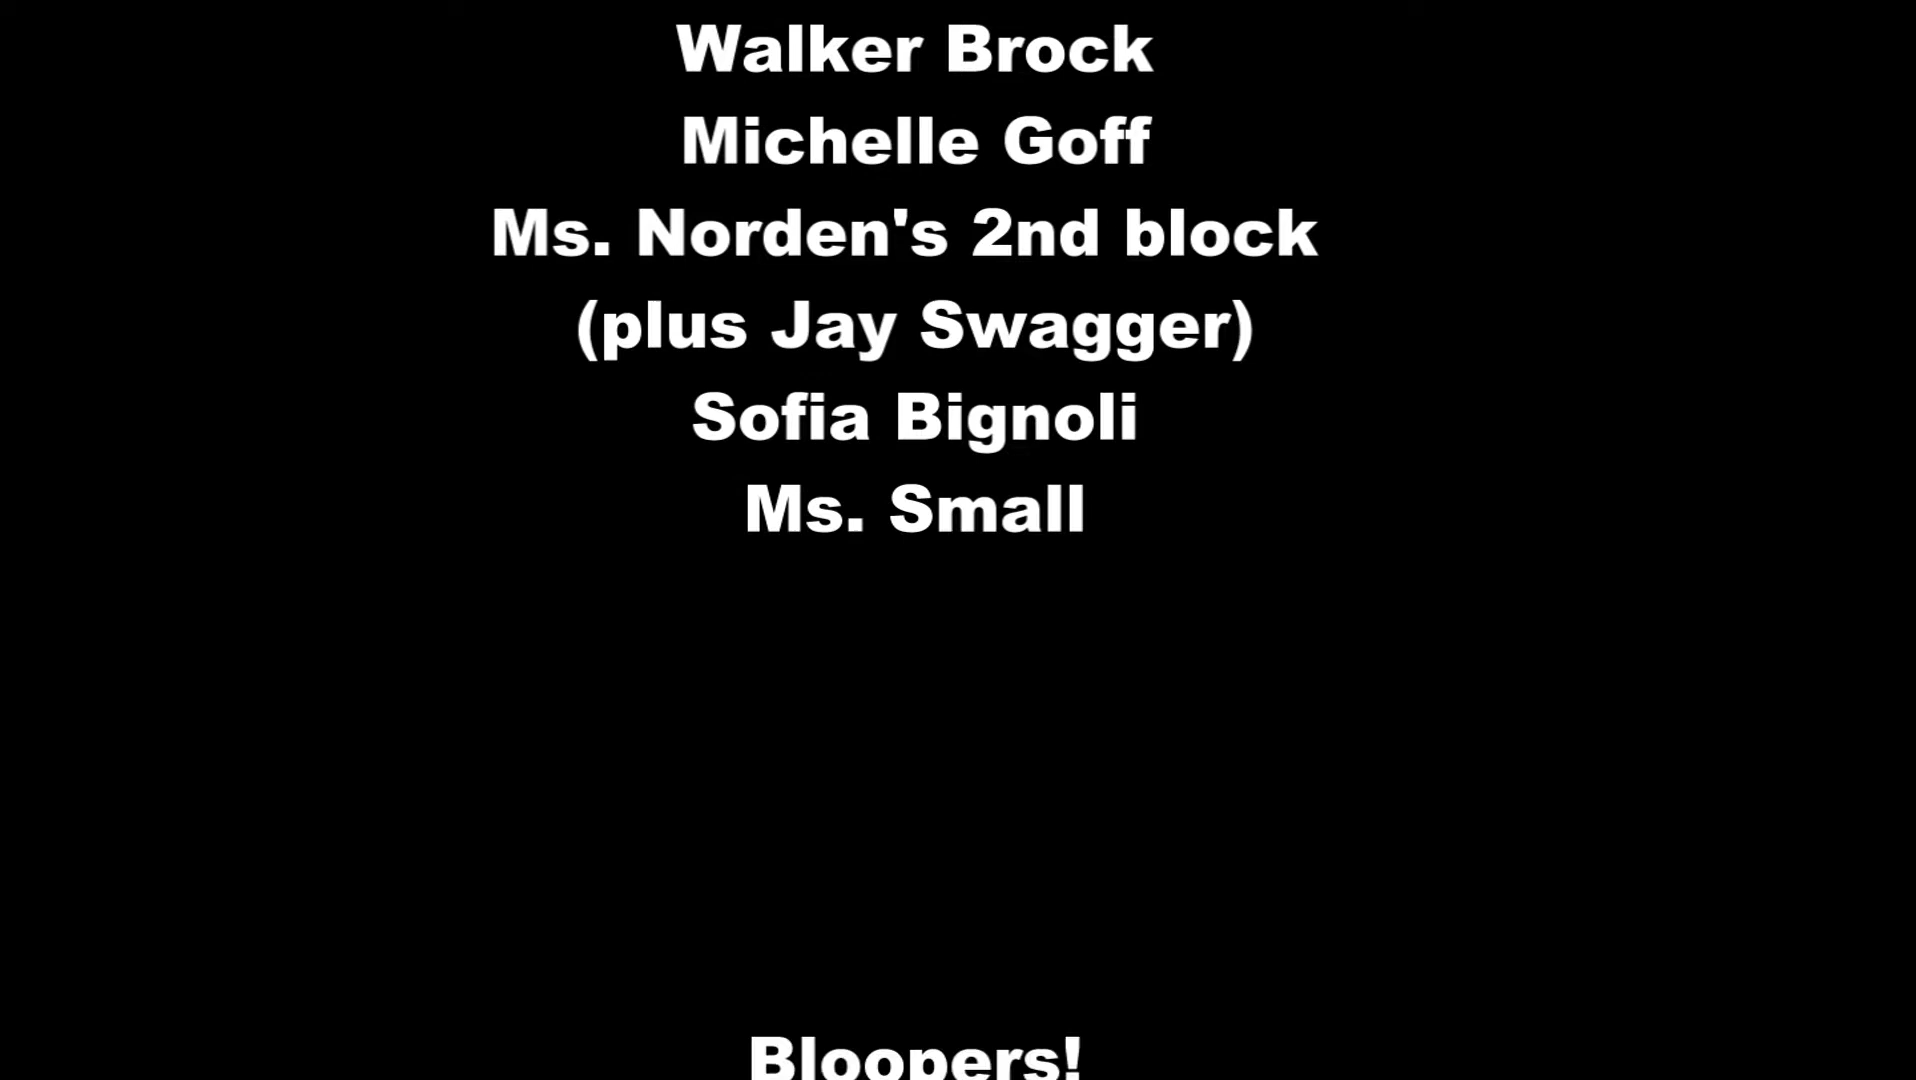 Walker Brock
Michelle Goff
Ms. Norden's 2nd block
(plus Jay Swagger)
Sofia Bignoli
Ms. Small
Bloopers!